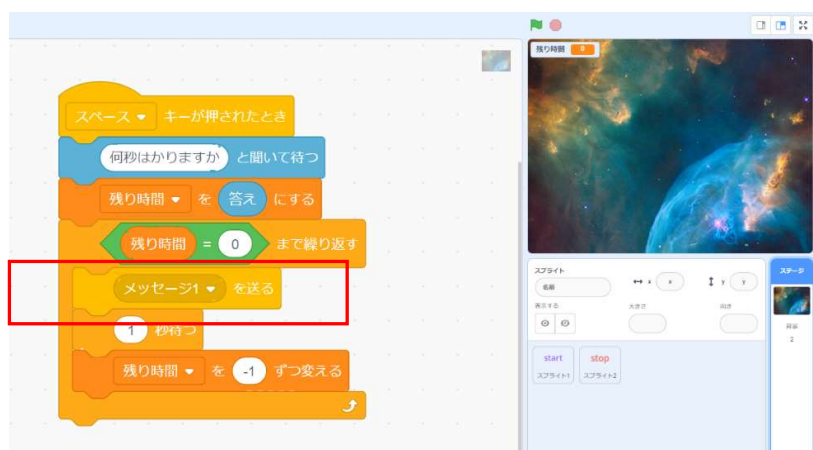 スペース キーが押されたとき
何秒はかりますか と聞いて待つ
残り時間 を 答え にする
残り時間 = 0 まで繰り返す
メッセージ1 を送る
1 秒待つ
残り時間 を -1 ずつ変える
残り時間 0
スプライト
名前
x x
y y
表示する
大きさ
向き
start
スプライト1
stop
スプライト2
ステージ
背景
2